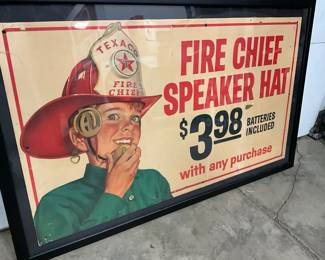 TEXACO
T
FIRE
CHIEF
FIRE CHIEF
SPEAKER HAT
$3.98 BATTERIES
INCLUDED
with any purchase